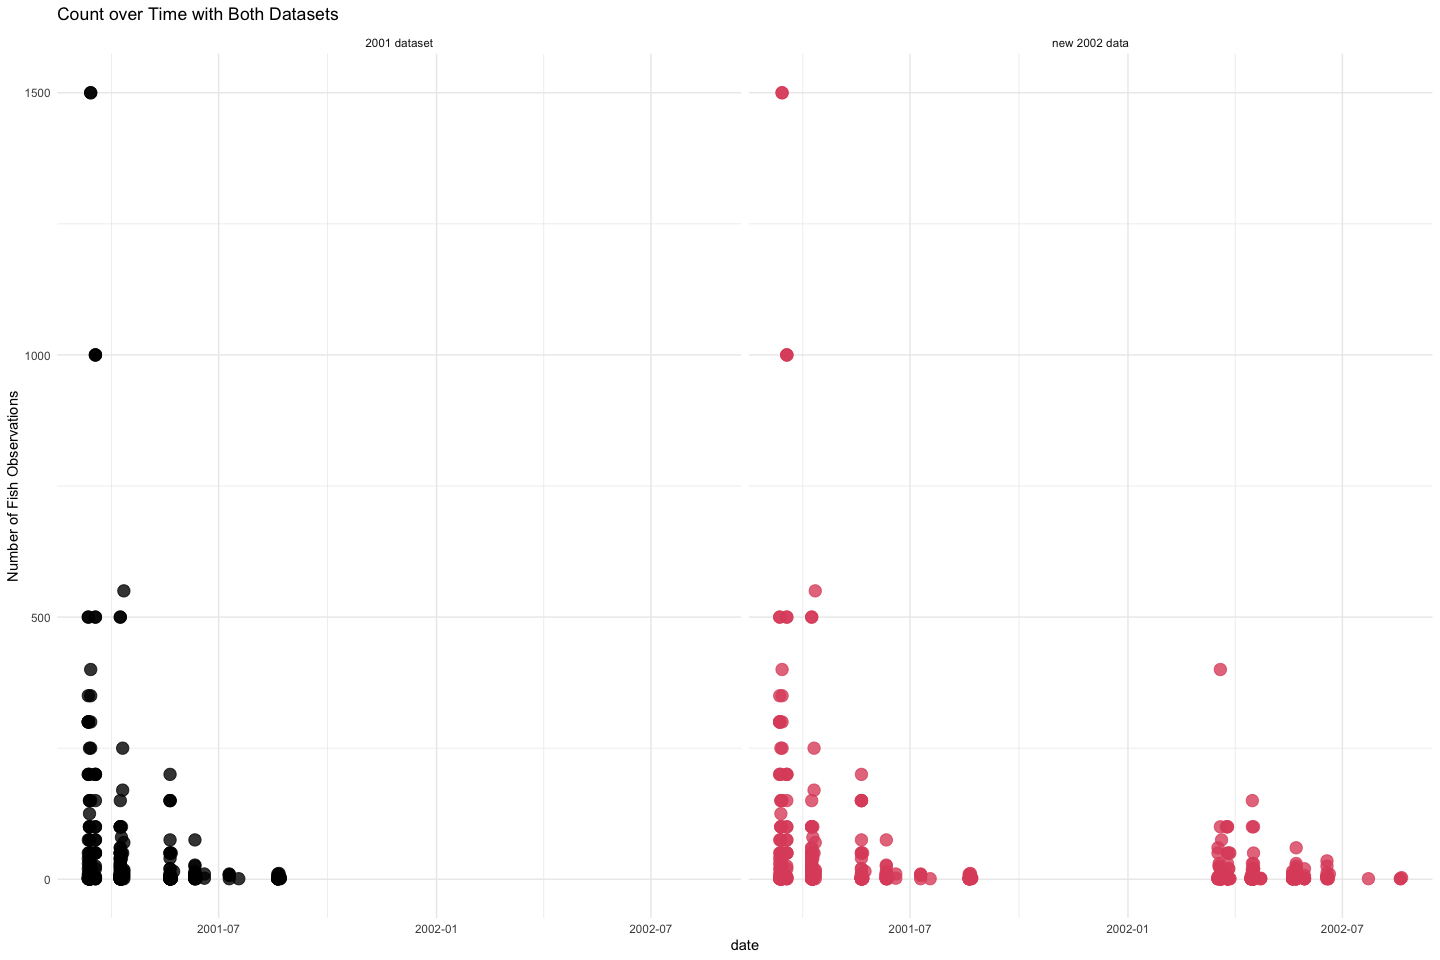 Count over Time with Both Datasets
2001 dataset
new 2002 data
1500
1000
500
0
Number of Fish Observations
2001-07
2002-01
2002-07
2001-07
2002-01
2002-07
date